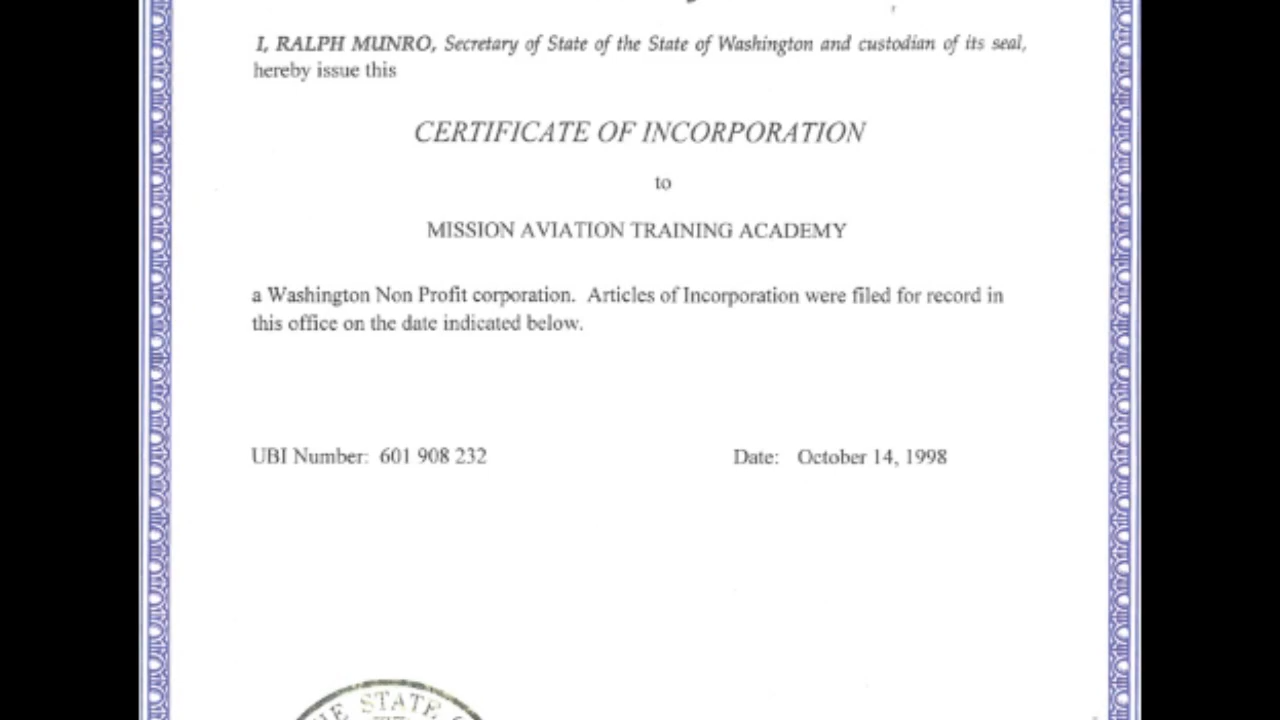 I, RALPH MUNRO, Secretary of State of the State of Washington and custodian of its seal,
hereby issue this
CERTIFICATE OF INCORPORATION
to
MISSION AVIATION TRAINING ACADEMY
a Washington Non Profit corporation.  Articles of Incorporation were filed for record in
this office on the date indicated below.
UBI Number:  601 908 232
Date:  October 14, 1998
STATE